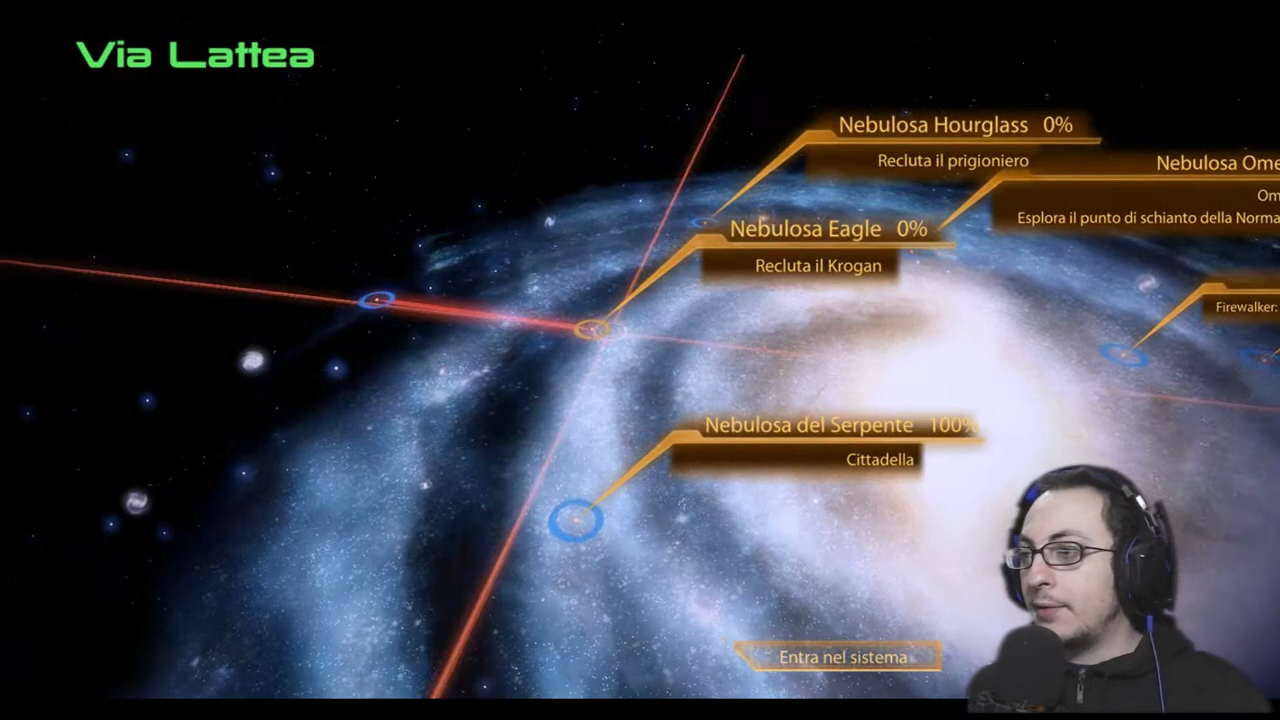 Via Lattea
Nebulosa Hourglass 0%
Recluta il prigioniero
Nebulosa Ome
Om
Esplora il punto di schianto della Norma
Nebulosa Eagle 0%
Recluta il Krogan
Firewalker:
Nebulosa del Serpente 100%
Cittadella
Entra nel sistema